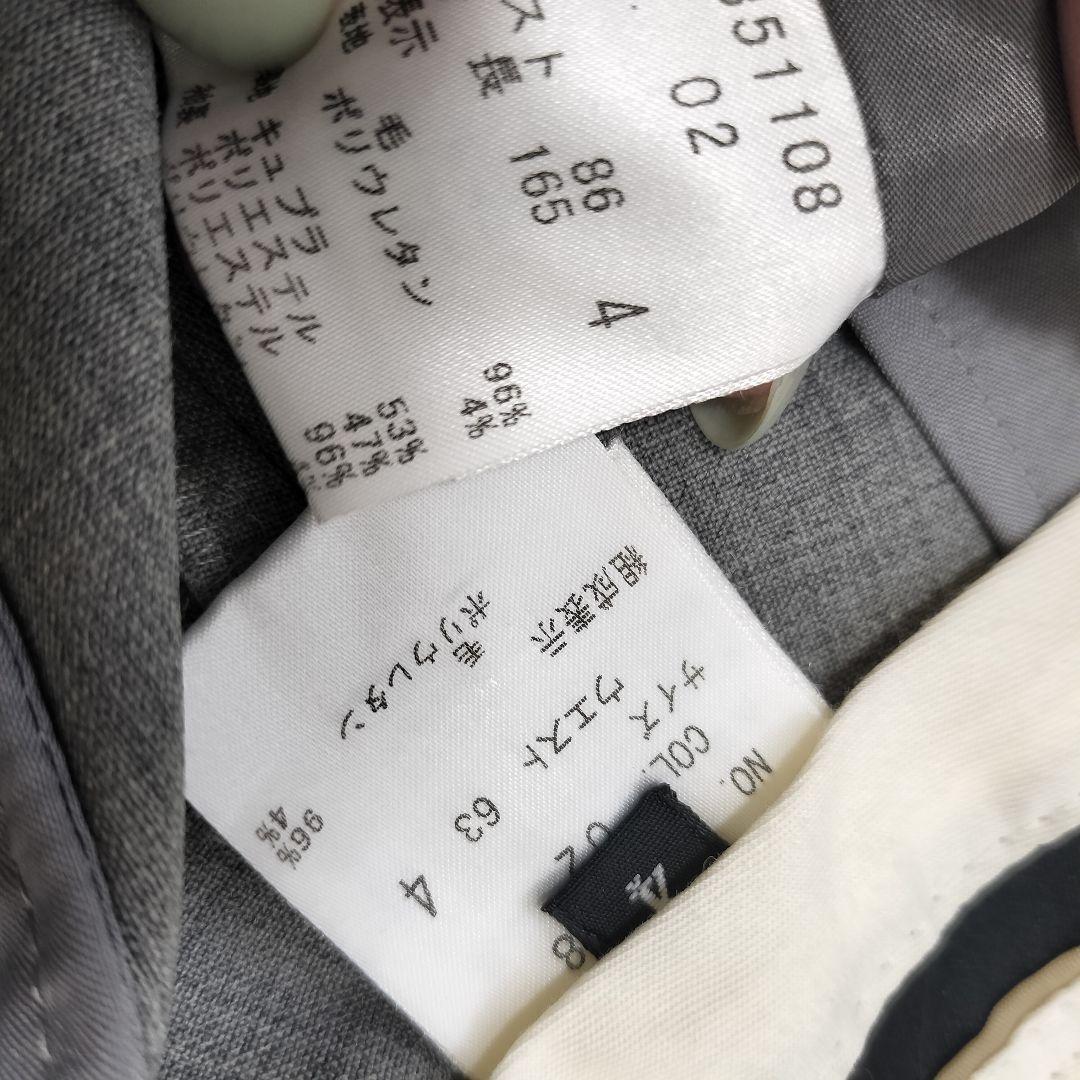 351108
02
4
スト 86
長 165
表示
毛 96%
ポリウレタン 4%
キュプラ 53%
ポリエステル 47%
ポリエステル 96%
NO.
COL.
サイズ 4
ウエスト 63
組成表示
毛 96%
ポリウレタン 4%
4